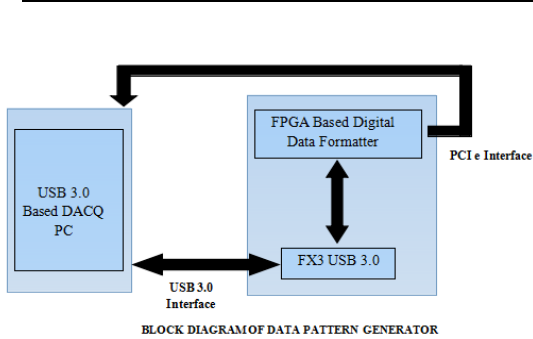 FPGA Based Digital
Data Formatter
PCI e Interface
USB 3.0
Based DACQ
PC
FX3 USB 3.0
USB 3.0
Interface
BLOCK DIAGRAM OF DATA PATTERN GENERATOR